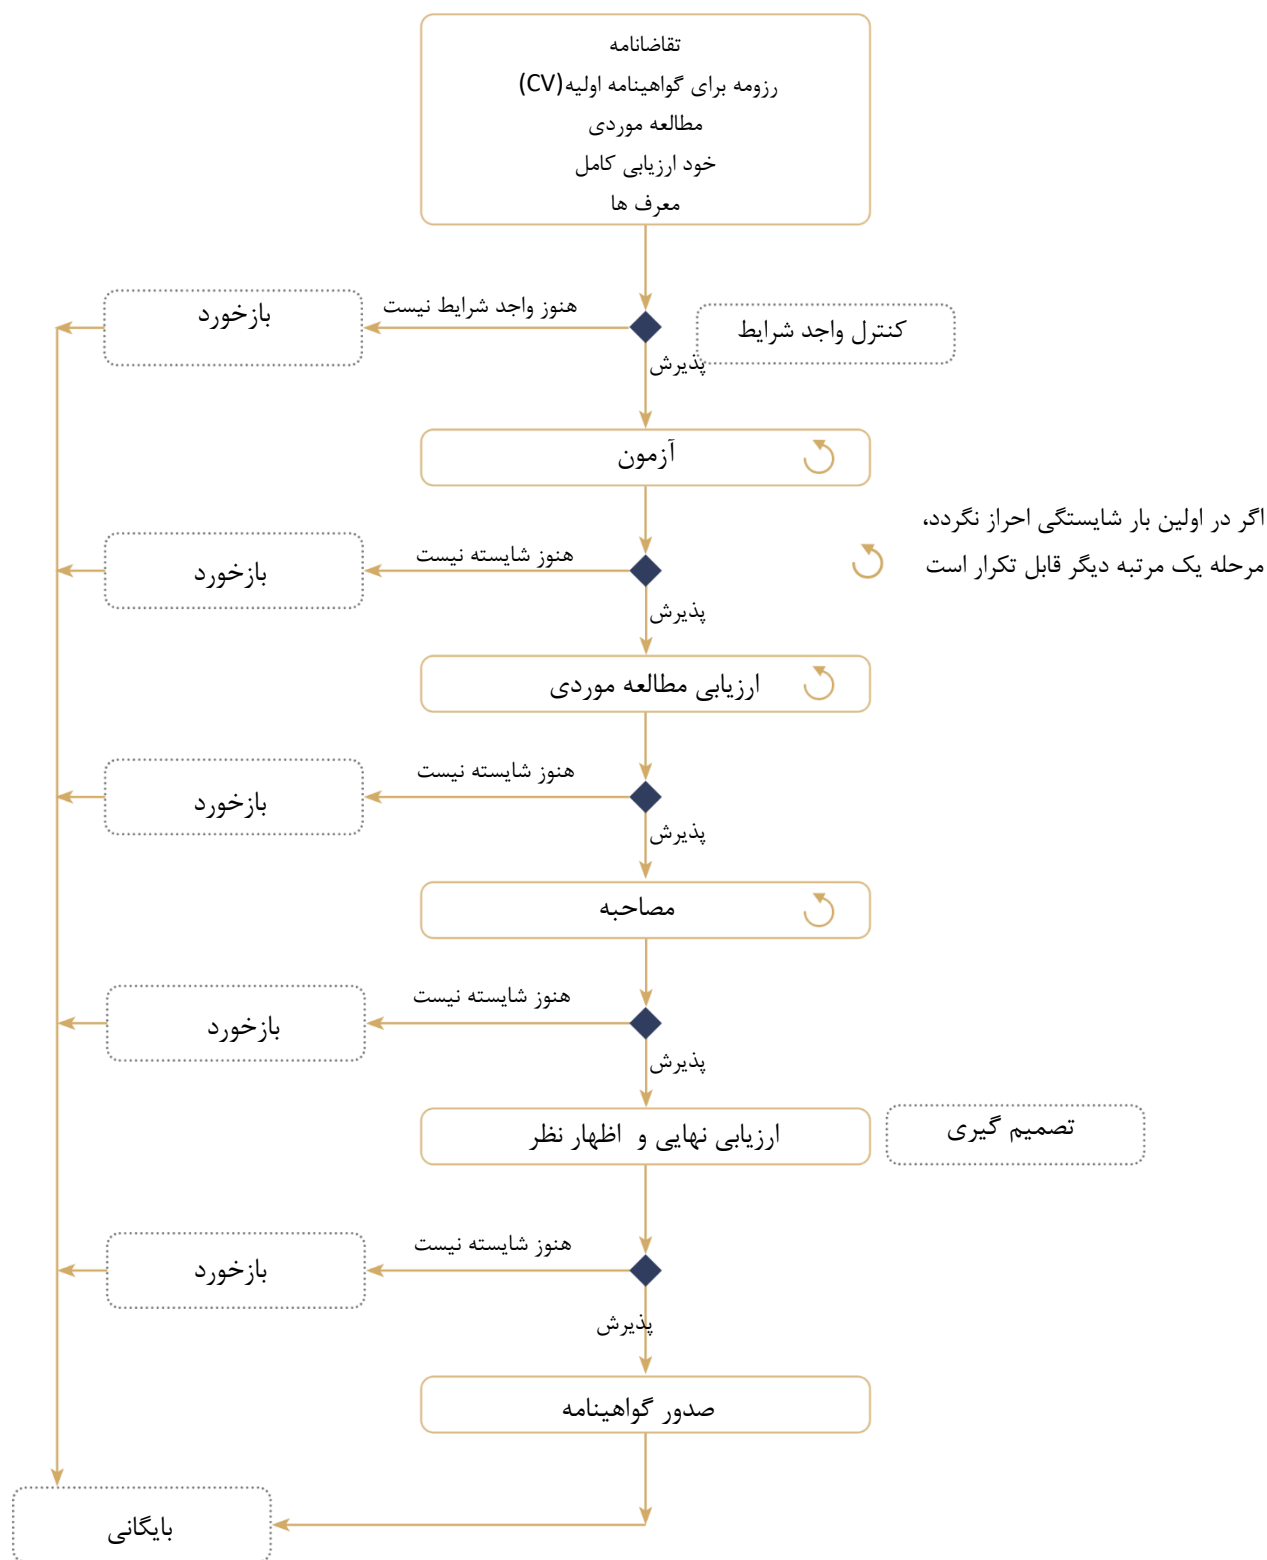 تقاضانامه
رزومه برای گواهینامه اولیه(CV)
مطالعه موردی
خود ارزیابی کامل
معرف ها
کنترل واجد شرایط
هنوز واجد شرایط نیست
بازخورد
پذیرش
آزمون
اگر در اولین بار شایستگی احراز نگردد،
مرحله یک مرتبه دیگر قابل تکرار است
هنوز شایسته نیست
بازخورد
پذیرش
ارزیابی مطالعه موردی
هنوز شایسته نیست
بازخورد
پذیرش
مصاحبه
هنوز شایسته نیست
بازخورد
پذیرش
تصمیم گیری
ارزیابی نهایی و اظهار نظر
هنوز شایسته نیست
بازخورد
پذیرش
صدور گواهینامه
بایگانی